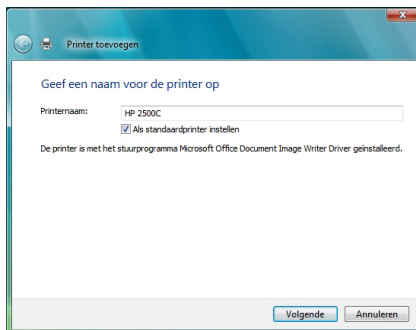 Printer toevoegen
Geef een naam voor de printer op
Printernaam: HP 2500C
Als standaardprinter instellen
De printer is met het stuurprogramma Microsoft Office Document Image Writer Driver geïnstalleerd.
Volgende Annuleren